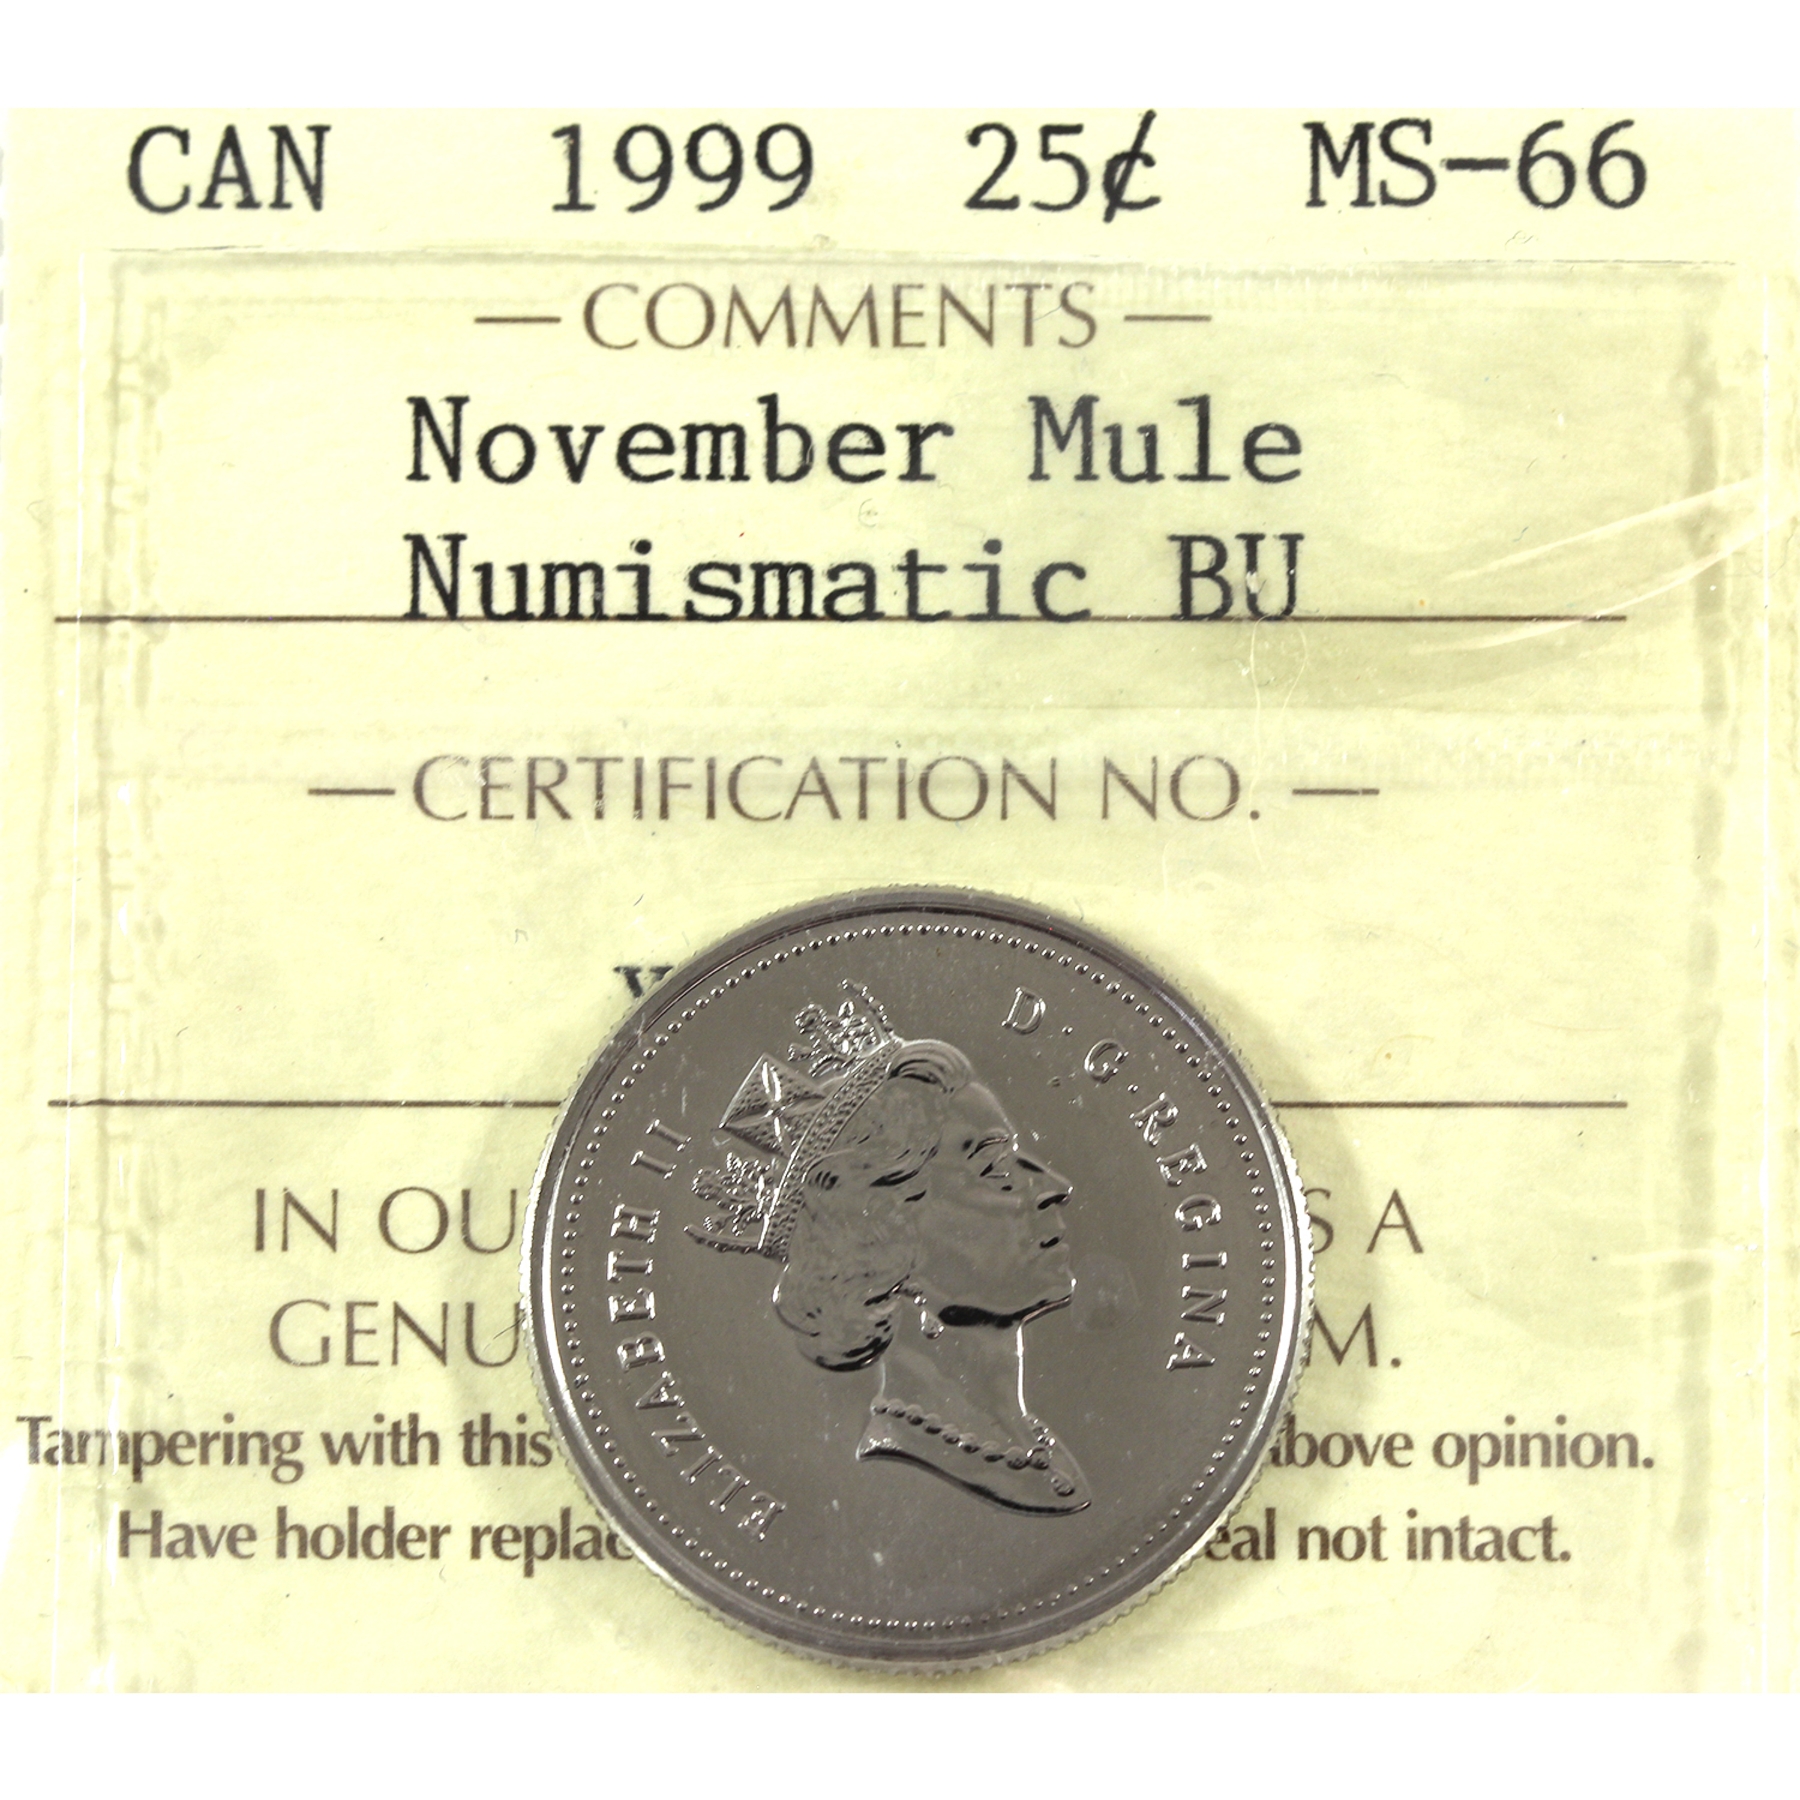 CAN 1999 25¢ MS-66
— COMMENTS —
November Mule
Numismatic BU
— CERTIFICATION NO. —
IN OU S A
GENU M.
Tampering with this bove opinion.
Have holder replac eal not intact.
ELIZABETH II D·G·REGINA